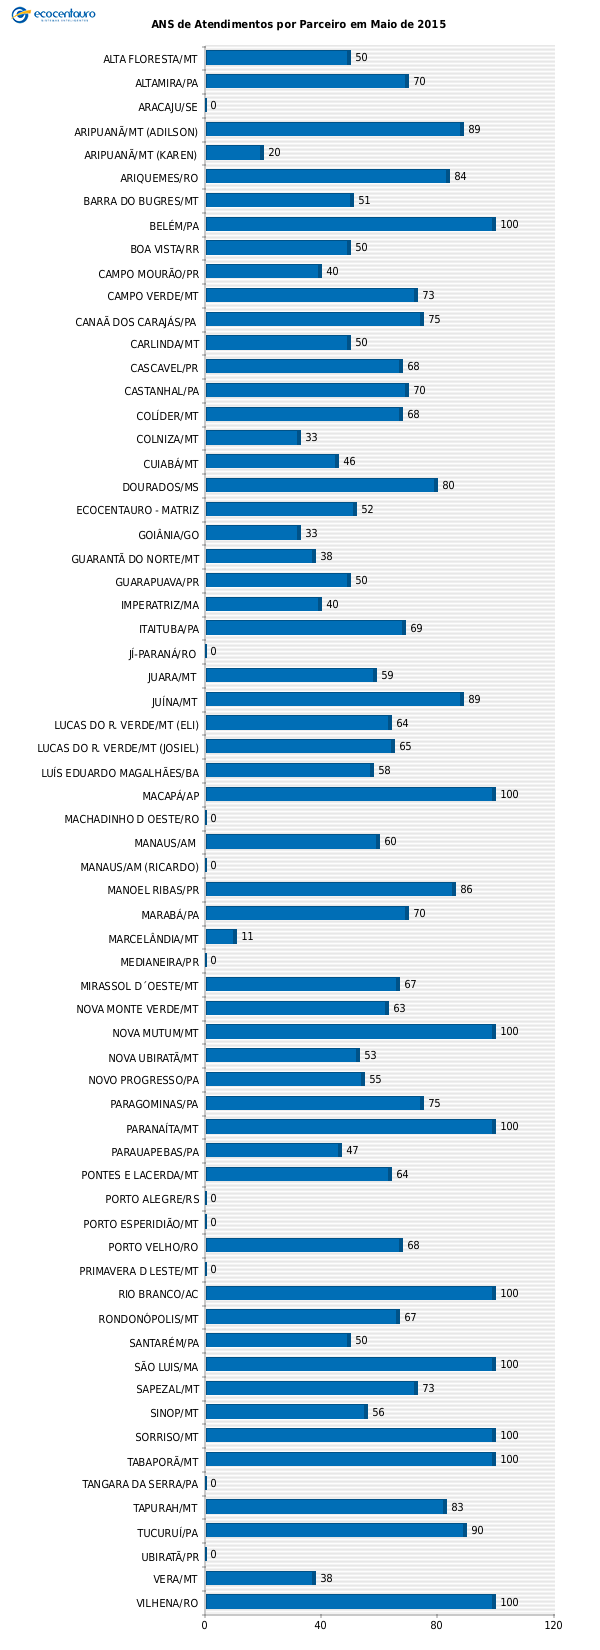 ecocentauro
ANS de Atendimentos por Parceiro em Maio de 2015
ALTA FLORESTA/MT 50
ALTAMIRA/PA 70
ARACAJU/SE 0
ARIPUANÃ/MT (ADILSON) 89
ARIPUANÃ/MT (KAREN) 20
ARIQUEMES/RO 84
BARRA DO BUGRES/MT 51
BELÉM/PA 100
BOA VISTA/RR 50
CAMPO MOURÃO/PR 40
CAMPO VERDE/MT 73
CANAÃ DOS CARAJÁS/PA 75
CARLINDA/MT 50
CASCAVEL/PR 68
CASTANHAL/PA 70
COLÍDER/MT 68
COLNIZA/MT 33
CUIABÁ/MT 46
DOURADOS/MS 80
ECOCENTAURO - MATRIZ 52
GOIÂNIA/GO 33
GUARANTÃ DO NORTE/MT 38
GUARAPUAVA/PR 50
IMPERATRIZ/MA 40
ITAITUBA/PA 69
JÍ-PARANÁ/RO 0
JUARA/MT 59
JUÍNA/MT 89
LUCAS DO R. VERDE/MT (ELI) 64
LUCAS DO R. VERDE/MT (JOSIEL) 65
LUÍS EDUARDO MAGALHÃES/BA 58
MACAPÁ/AP 100
MACHADINHO D OESTE/RO 0
MANAUS/AM 60
MANAUS/AM (RICARDO) 0
MANOEL RIBAS/PR 86
MARABÁ/PA 70
MARCELÂNDIA/MT 11
MEDIANEIRA/PR 0
MIRASSOL D´OESTE/MT 67
NOVA MONTE VERDE/MT 63
NOVA MUTUM/MT 100
NOVA UBIRATÃ/MT 53
NOVO PROGRESSO/PA 55
PARAGOMINAS/PA 75
PARANAÍTA/MT 100
PARAUAPEBAS/PA 47
PONTES E LACERDA/MT 64
PORTO ALEGRE/RS 0
PORTO ESPERIDIÃO/MT 0
PORTO VELHO/RO 68
PRIMAVERA D LESTE/MT 0
RIO BRANCO/AC 100
RONDONÓPOLIS/MT 67
SANTARÉM/PA 50
SÃO LUIS/MA 100
SAPEZAL/MT 73
SINOP/MT 56
SORRISO/MT 100
TABAPORÃ/MT 100
TANGARA DA SERRA/PA 0
TAPURAH/MT 83
TUCURUÍ/PA 90
UBIRATÃ/PR 0
VERA/MT 38
VILHENA/RO 100
0 40 80 120